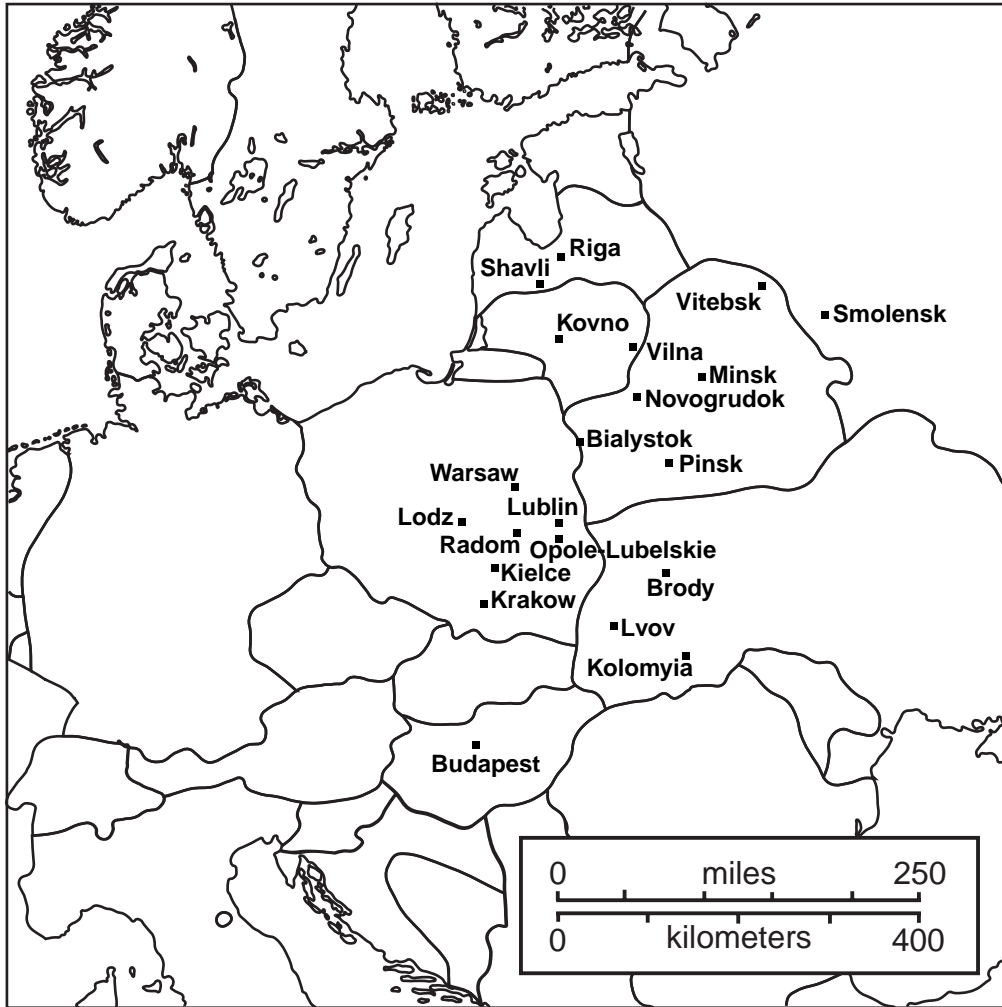 Riga
Shavli
Vitebsk
Smolensk
Kovno
Vilna
Minsk
Novogrudok
Bialystok
Pinsk
Warsaw
Lublin
Lodz
Radom
Opole-Lubelskie
Kielce
Brody
Krakow
Lvov
Kolomyia
Budapest
0 miles 250
0 kilometers 400